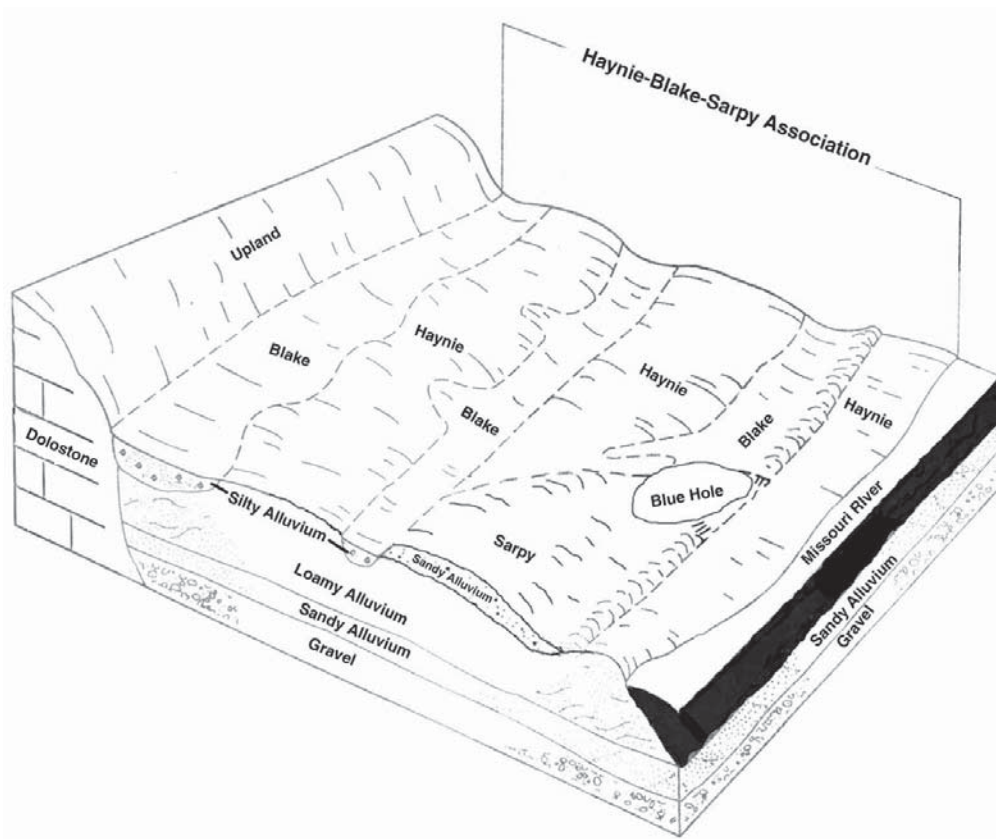 Haynie-Blake-Sarpy Association
Upland
Blake
Haynie
Haynie
Blake
Blake
Haynie
Dolostone
Silty Alluvium
Blue Hole
Sarpy
Sandy Alluvium
Missouri River
Loamy Alluvium
Sandy Alluvium
Gravel
Sandy Alluvium
Gravel